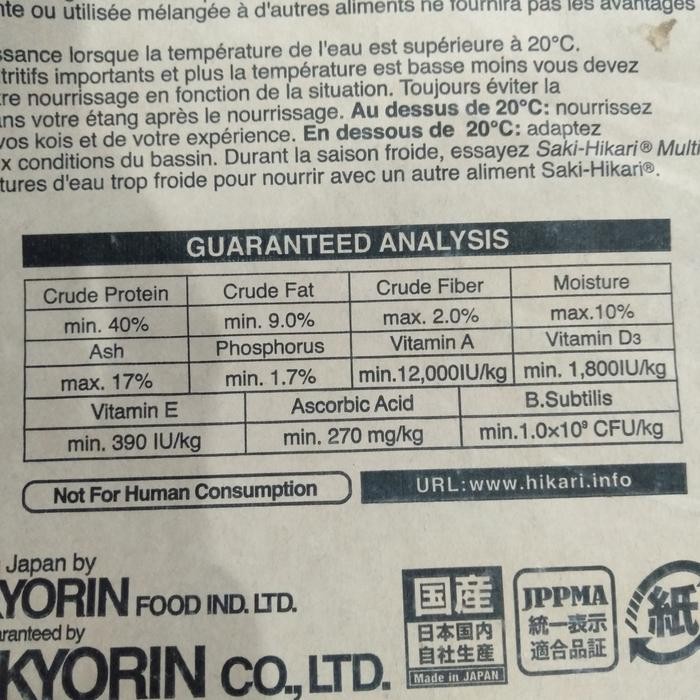 ou utilisée mélangée à d'autres aliments ne fournira pas les avantages
lorsque la température de l'eau est supérieure à 20°C.
importants et plus la température est basse moins vous devez
nourrissage en fonction de la situation. Toujours éviter la
votre étang après le nourrissage. Au dessus de 20°C: nourrissez
vos kois et de votre expérience. En dessous de 20°C: adaptez
x conditions du bassin. Durant la saison froide, essayez Saki-Hikari® Multi
tures d'eau trop froide pour nourrir avec un autre aliment Saki-Hikari®.
GUARANTEED ANALYSIS
Crude Protein Crude Fat Crude Fiber Moisture
min. 40% min. 9.0% max. 2.0% max.10%
Ash Phosphorus Vitamin A Vitamin D3
max. 17% min. 1.7% min.12,000IU/kg min. 1,800IU/kg
Vitamin E Ascorbic Acid B.Subtilis
min. 390 IU/kg min. 270 mg/kg min.1.0x10⁹ CFU/kg
Not For Human Consumption URL:www.hikari.info
Japan by
YORIN FOOD IND. LTD.
aranteed by
KYORIN CO., LTD.
国産
日本国内
自社生産
Made in JAPAN
JPPMA
統一表示
適合品証
紙